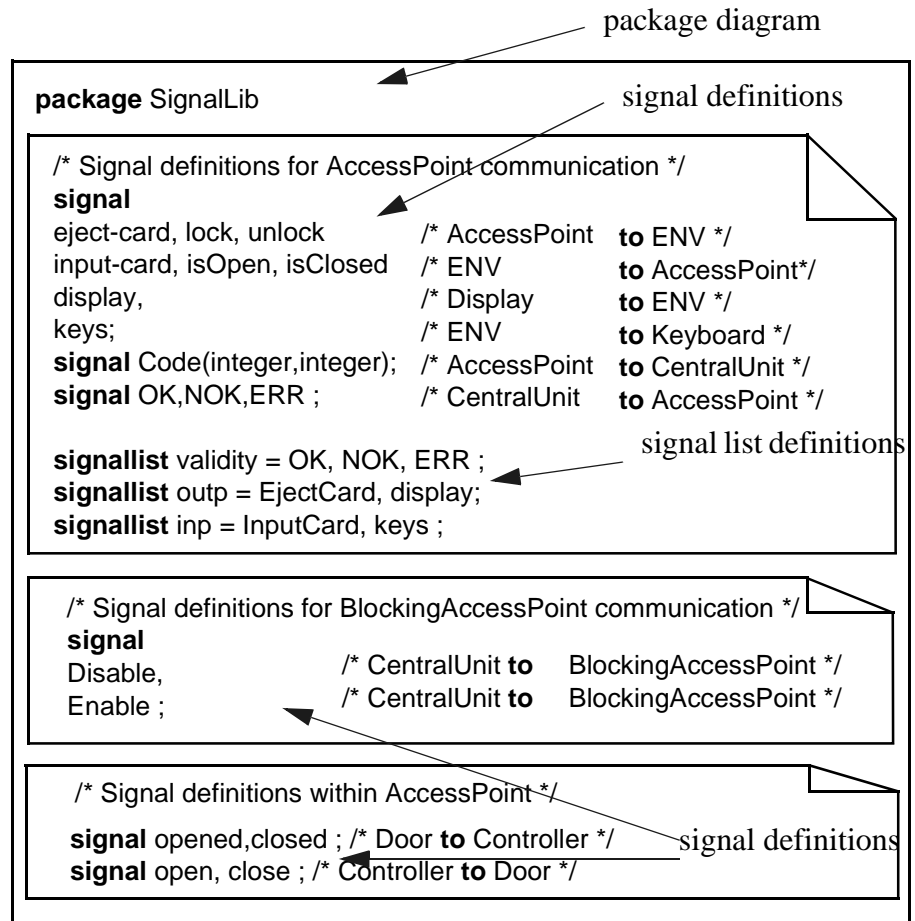 package diagram
package SignalLib
signal definitions
/* Signal definitions for AccessPoint communication */
signal
eject-card, lock, unlock /* AccessPoint to ENV */
input-card, isOpen, isClosed /* ENV to AccessPoint*/
display, /* Display to ENV */
keys; /* ENV to Keyboard */
signal Code(integer,integer); /* AccessPoint to CentralUnit */
signal OK,NOK,ERR ; /* CentralUnit to AccessPoint */
signal list definitions
signallist validity = OK, NOK, ERR ;
signallist outp = EjectCard, display;
signallist inp = InputCard, keys ;
/* Signal definitions for BlockingAccessPoint communication */
signal
Disable, /* CentralUnit to BlockingAccessPoint */
Enable ; /* CentralUnit to BlockingAccessPoint */
/* Signal definitions within AccessPoint */
signal opened,closed ; /* Door to Controller */
signal definitions
signal open, close ; /* Controller to Door */